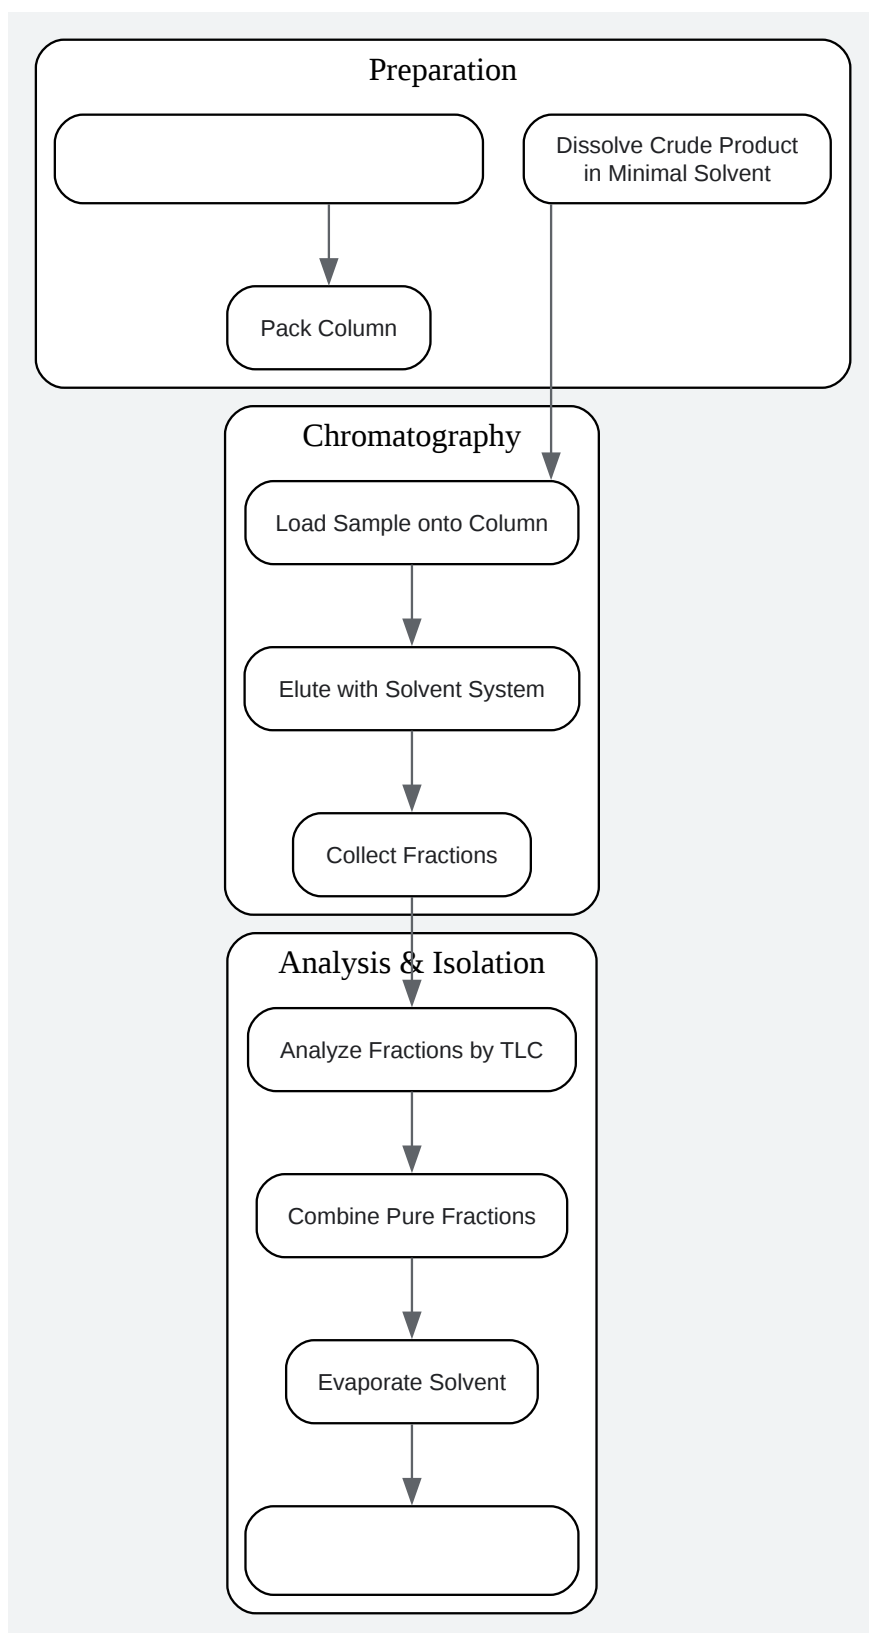 Preparation
Dissolve Crude Product
in Minimal Solvent
Pack Column
Chromatography
Load Sample onto Column
Elute with Solvent System
Collect Fractions
Analysis & Isolation
Analyze Fractions by TLC
Combine Pure Fractions
Evaporate Solvent